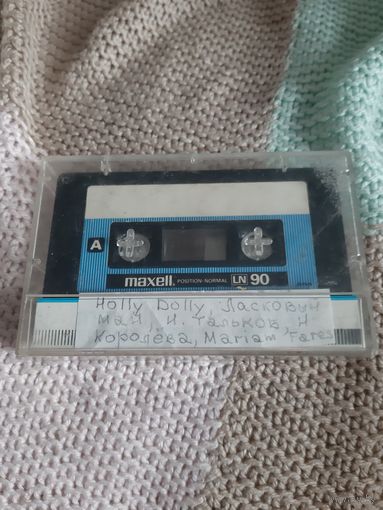 A
maxell. POSITION-NORMAL LN 90
Holly Dolly, Ласковый
май, И. Тальков Н
Королёва, Mariam Fares